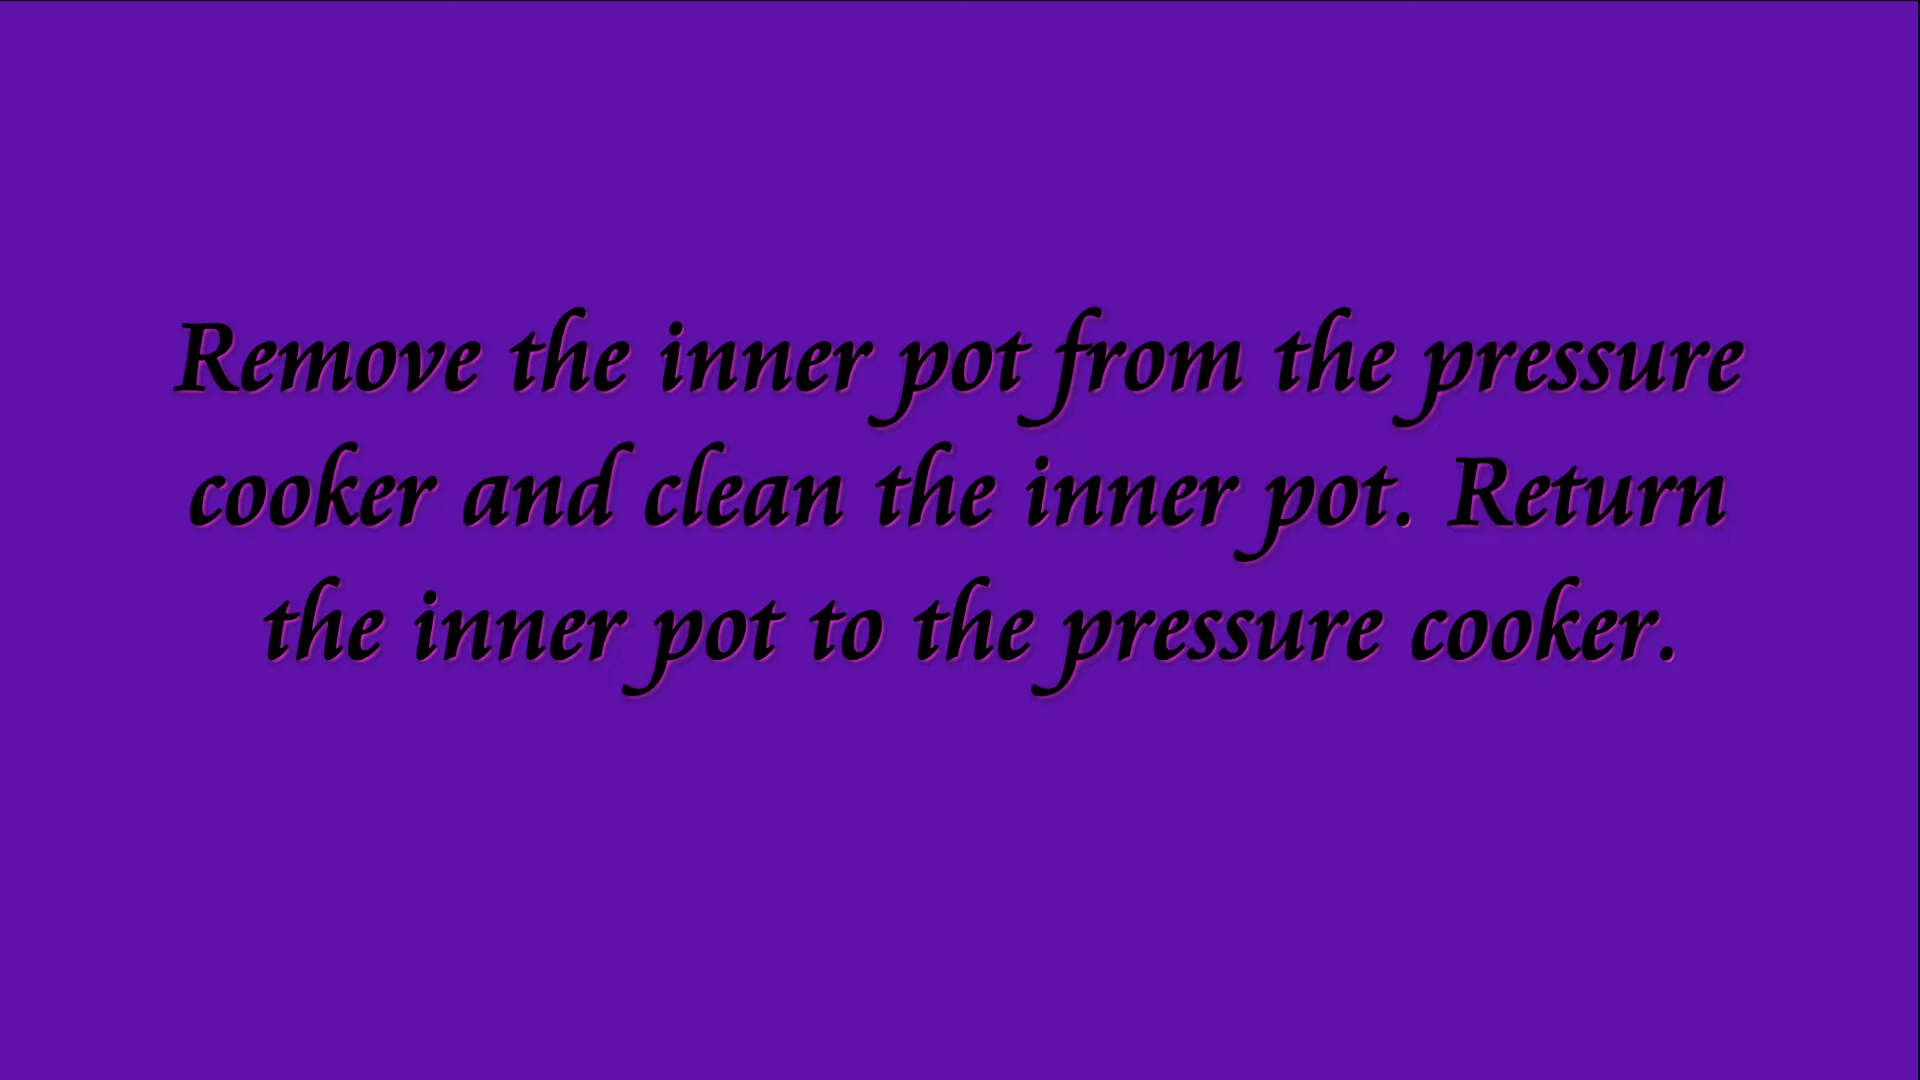 Remove the inner pot from the pressure
cooker and clean the inner pot. Return
the inner pot to the pressure cooker.